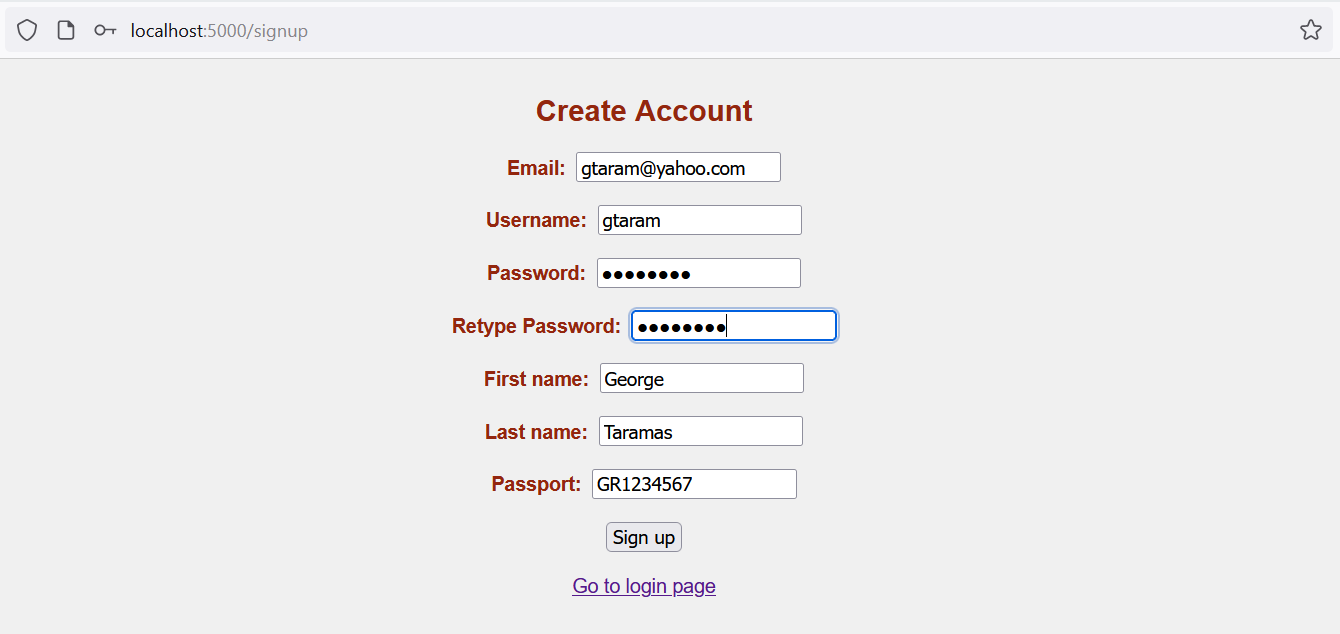 localhost:5000/signup
Create Account
Email: gtaram@yahoo.com
Username: gtaram
Password: ●●●●●●●●
Retype Password: ●●●●●●●●
First name: George
Last name: Taramas
Passport: GR1234567
Sign up
Go to login page